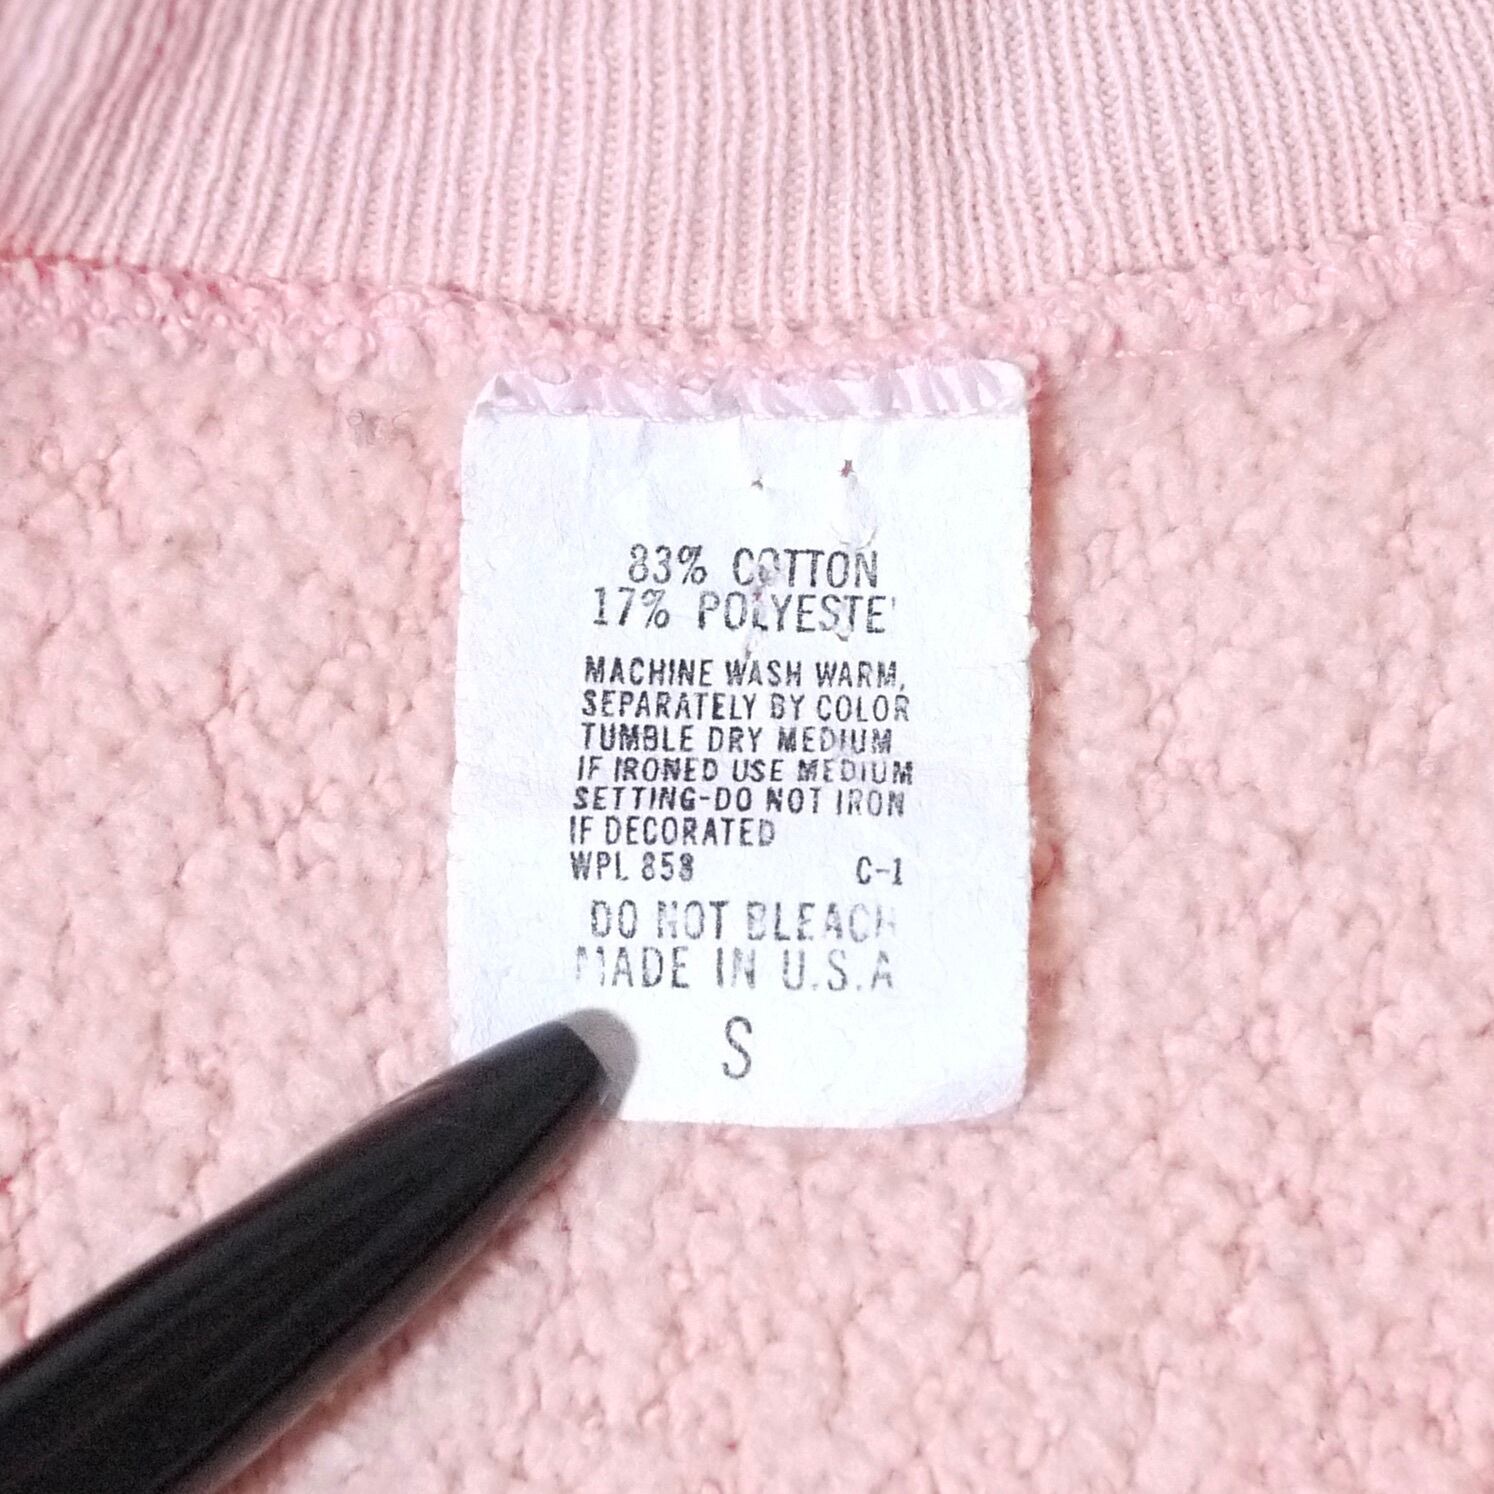 83% COTTON
17% POLYESTE
MACHINE WASH WARM,
SEPARATELY BY COLOR
TUMBLE DRY MEDIUM
IF IRONED USE MEDIUM
SETTING-DO NOT IRON
IF DECORATED
WPL 858 C-1
DO NOT BLEACH
MADE IN U.S.A
S